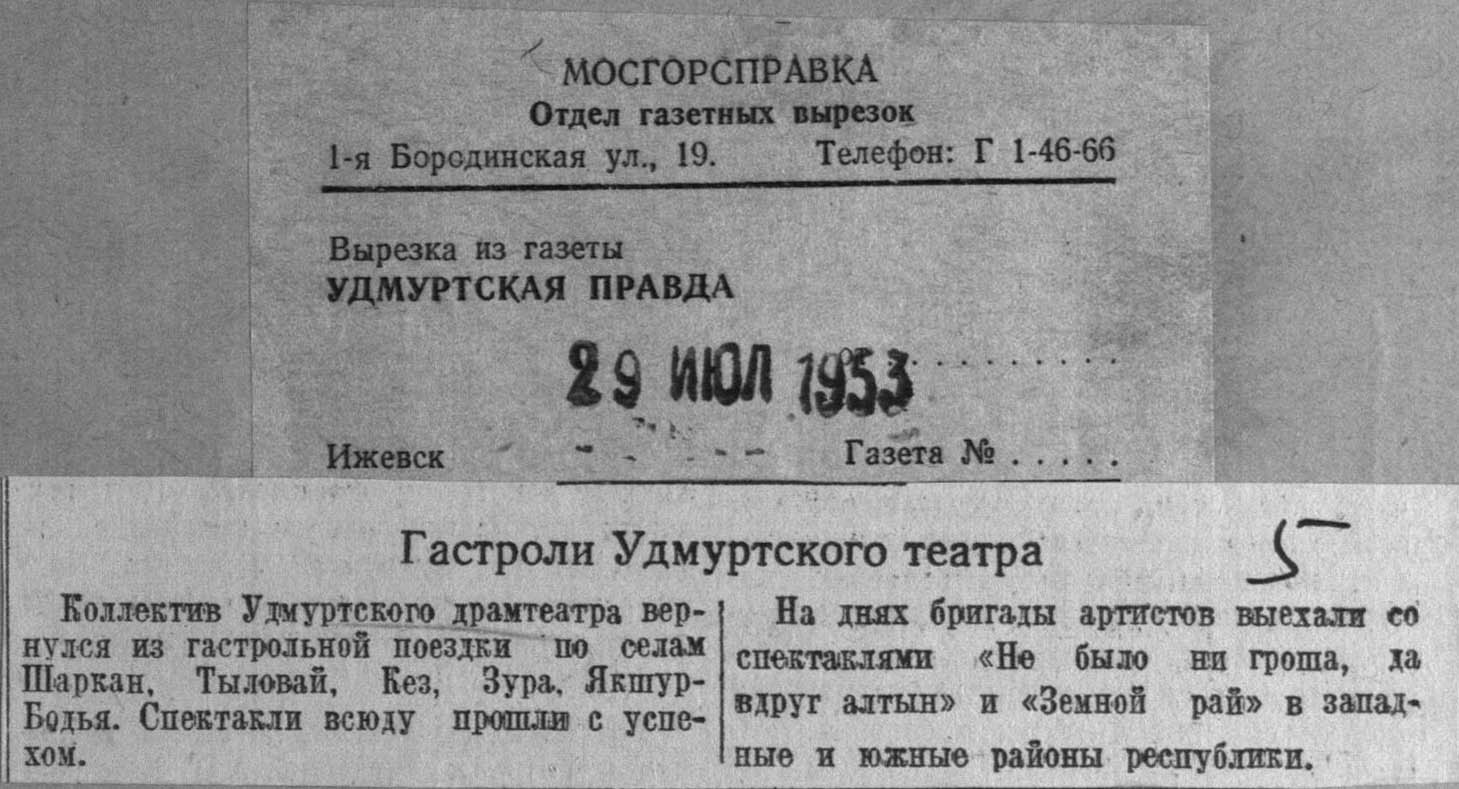 МОСГОРСПРАВКА
Отдел газетных вырезок
1-я Бородинская ул., 19. Телефон: Г 1-46-66
Вырезка из газеты
УДМУРТСКАЯ ПРАВДА
29 ИЮЛ 1953
Ижевск Газета № . . . . .
Гастроли Удмуртского театра
5
Коллектив Удмуртского драмтеатра вер-
нулся из гастрольной поездки по селам
Шаркан, Тыловай, Кез, Зура, Якшур-
Бодья. Спектакли всюду прошли с успе-
хом.
На днях бригады артистов выехали со
спектаклями «Не было ни гроша, да
вдруг алтын» и «Земной рай» в запад-
ные и южные районы республики.